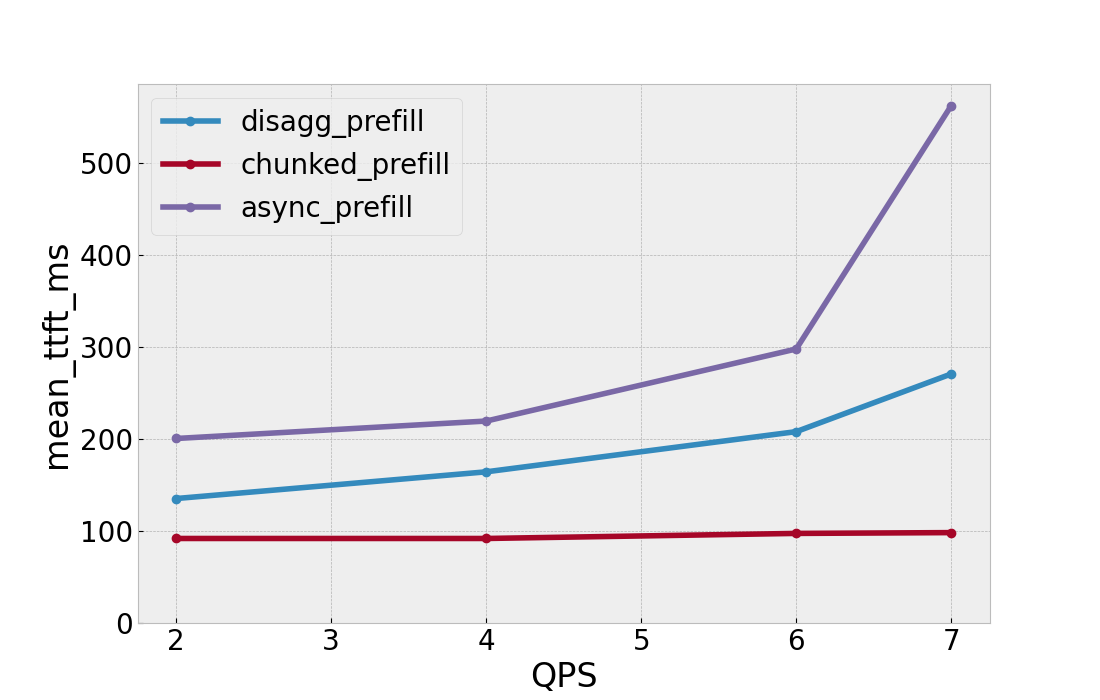 disagg_prefill
chunked_prefill
async_prefill
mean_ttft_ms
500
400
300
200
100
0
2 3 4 5 6 7
QPS